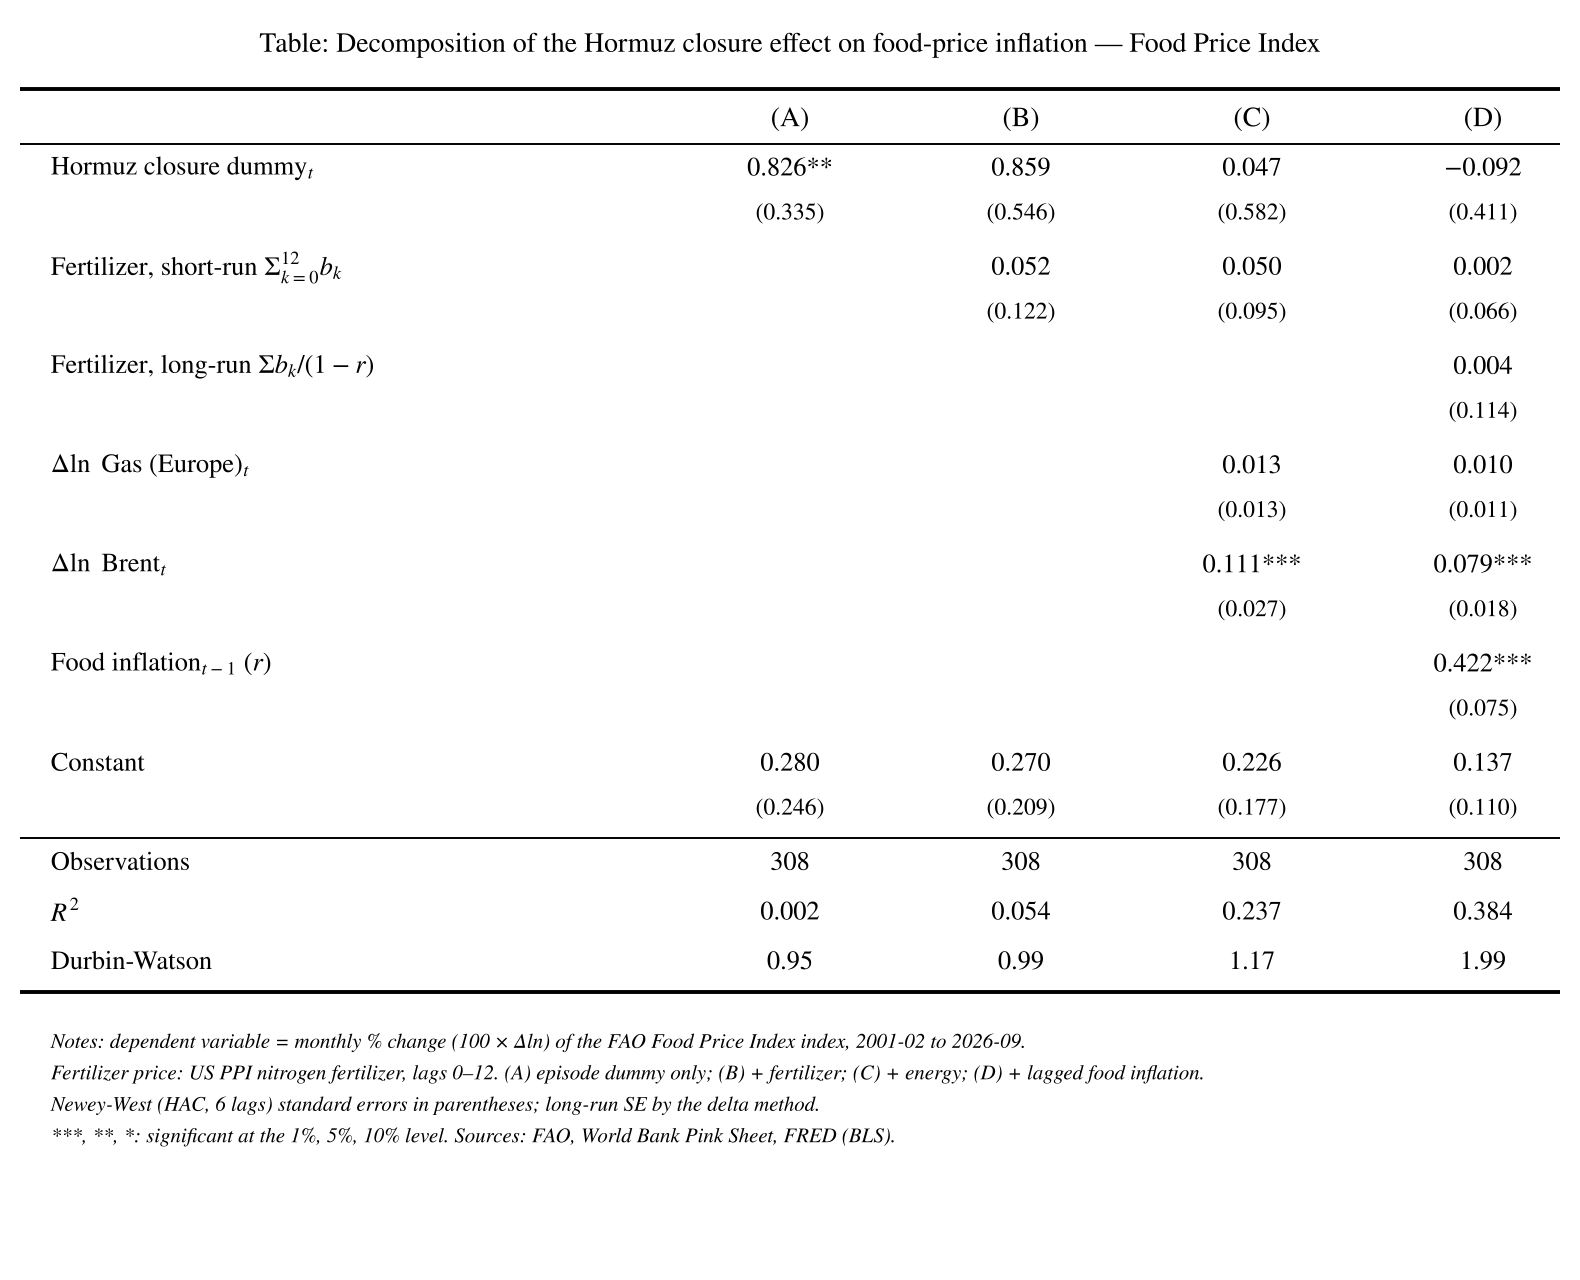 Table: Decomposition of the Hormuz closure effect on food-price inflation — Food Price Index
(A) (B) (C) (D)
Hormuz closure dummyₜ 0.826** 0.859 0.047 −0.092
(0.335) (0.546) (0.582) (0.411)
Fertilizer, short-run Σ¹²ₖ₌₀bₖ 0.052 0.050 0.002
(0.122) (0.095) (0.066)
Fertilizer, long-run Σbₖ/(1 − r) 0.004
(0.114)
Δln Gas (Europe)ₜ 0.013 0.010
(0.013) (0.011)
Δln Brentₜ 0.111*** 0.079***
(0.027) (0.018)
Food inflationₜ₋₁ (r) 0.422***
(0.075)
Constant 0.280 0.270 0.226 0.137
(0.246) (0.209) (0.177) (0.110)
Observations 308 308 308 308
R² 0.002 0.054 0.237 0.384
Durbin-Watson 0.95 0.99 1.17 1.99
Notes: dependent variable = monthly % change (100 × Δln) of the FAO Food Price Index index, 2001-02 to 2026-09.
Fertilizer price: US PPI nitrogen fertilizer, lags 0–12. (A) episode dummy only; (B) + fertilizer; (C) + energy; (D) + lagged food inflation.
Newey-West (HAC, 6 lags) standard errors in parentheses; long-run SE by the delta method.
***, **, *: significant at the 1%, 5%, 10% level. Sources: FAO, World Bank Pink Sheet, FRED (BLS).